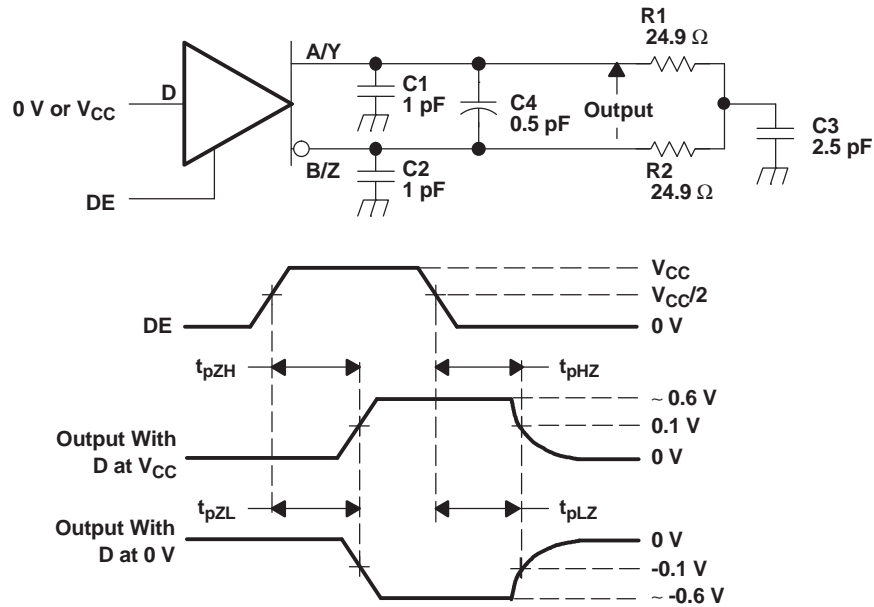 R1
24.9 Ω
A/Y
D
0 V or VCC
C1
1 pF
C4
0.5 pF
Output
C3
2.5 pF
B/Z
C2
1 pF
R2
24.9 Ω
DE
VCC
VCC/2
DE
0 V
tpZH
tpHZ
~ 0.6 V
0.1 V
Output With
D at VCC
0 V
tpZL
tpLZ
Output With
D at 0 V
0 V
-0.1 V
~ -0.6 V